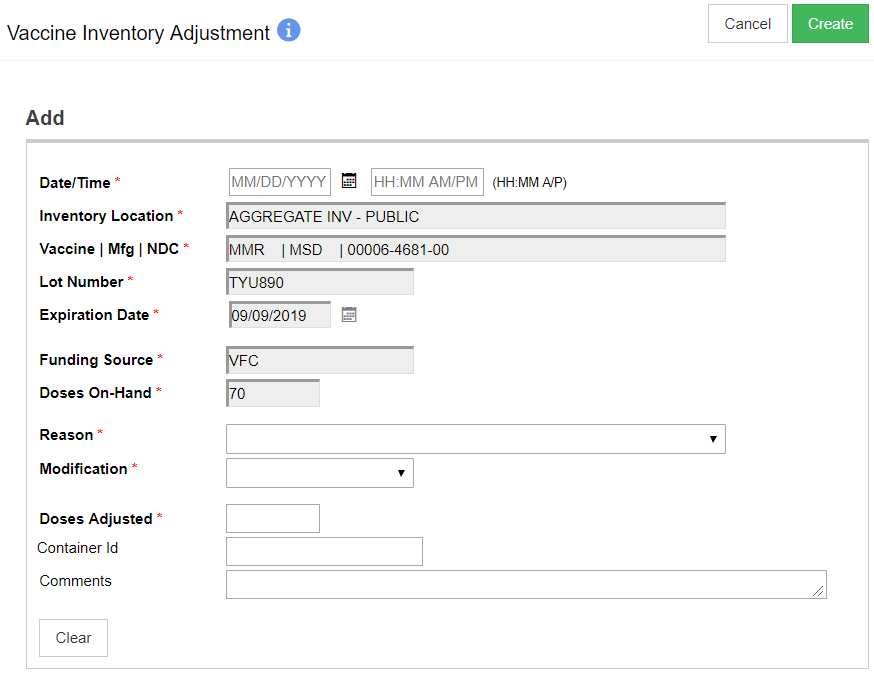 Vaccine Inventory Adjustment i
Cancel
Create
Add
Date/Time * MM/DD/YYYY HH:MM AM/PM (HH:MM A/P)
Inventory Location * AGGREGATE INV - PUBLIC
Vaccine | Mfg | NDC * MMR | MSD | 00006-4681-00
Lot Number * TYU890
Expiration Date * 09/09/2019
Funding Source * VFC
Doses On-Hand * 70
Reason *
Modification *
Doses Adjusted *
Container Id
Comments
Clear